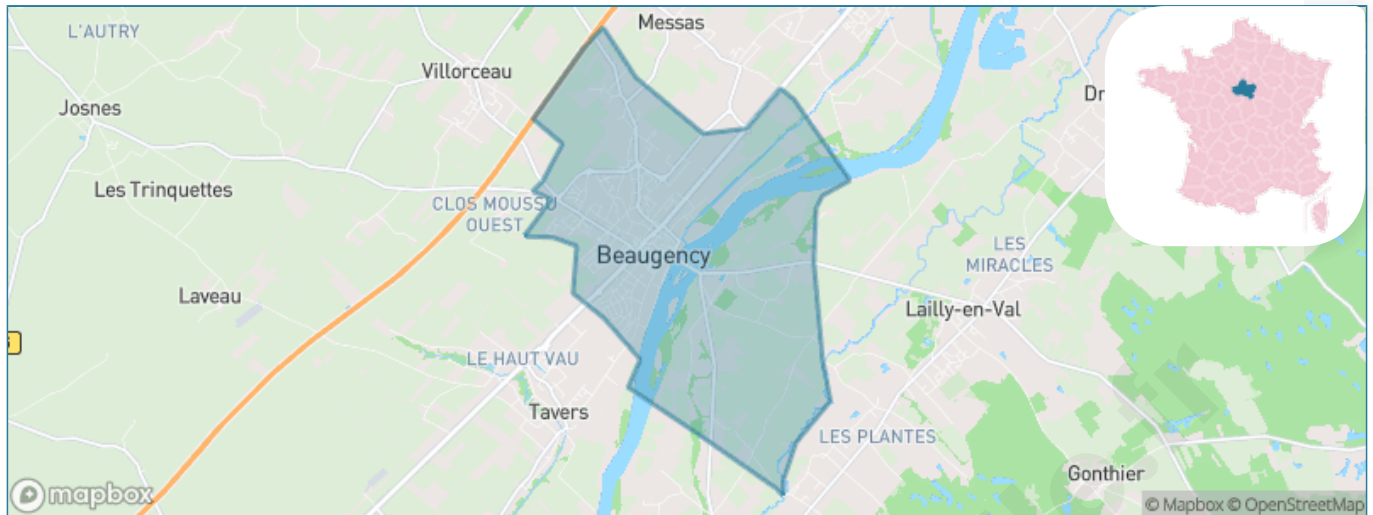 Messas
L'AUTRY
Villorceau
Josnes
Dr
Les Trinquettes
CLOS MOUSSU
OUEST
Beaugency
LES
MIRACLES
Laveau
Lailly-en-Val
LE HAUT VAU
Tavers
LES PLANTES
Gonthier
mapbox
© Mapbox © OpenStreetMap